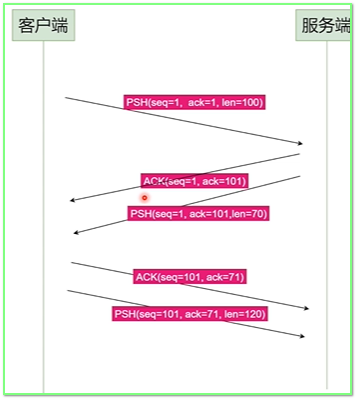 客户端
服务端
PSH(seq=1, ack=1, len=100)
ACK(seq=1, ack=101)
PSH(seq=1, ack=101,len=70)
ACK(seq=101, ack=71)
PSH(seq=101, ack=71, len=120)